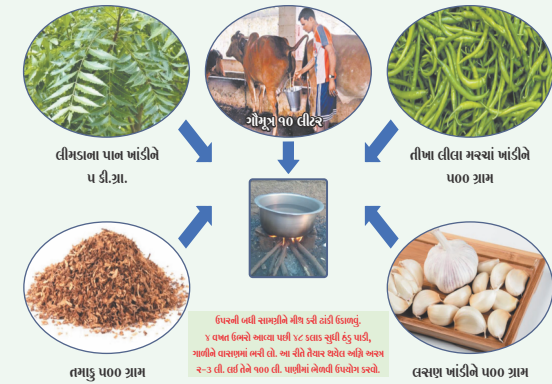 ગૌમૂત્ર ૧૦ લીટર
લીમડાના પાન ખાંડીને
૫ કી.ગ્રા.
તીખા લીલા મરચાં ખાંડીને
૫૦૦ ગ્રામ
ઉપરની બધી સામગ્રીને મીક્ષ કરી ઢાંકી ઉકાળવું.
૪ વખત ઉભરો આવ્યા પછી ૪૮ કલાક સુધી ઠંડુ પાડી,
ગાળીને વાસણમાં ભરી લો. આ રીતે તૈયાર થયેલ અગ્નિ અસ્ત્ર
૨-૩ લી. લઈ તેને ૧૦૦ લી. પાણીમાં ભેળવી ઉપયોગ કરવો.
તમાકુ ૫૦૦ ગ્રામ
લસણ ખાંડીને ૫૦૦ ગ્રામ